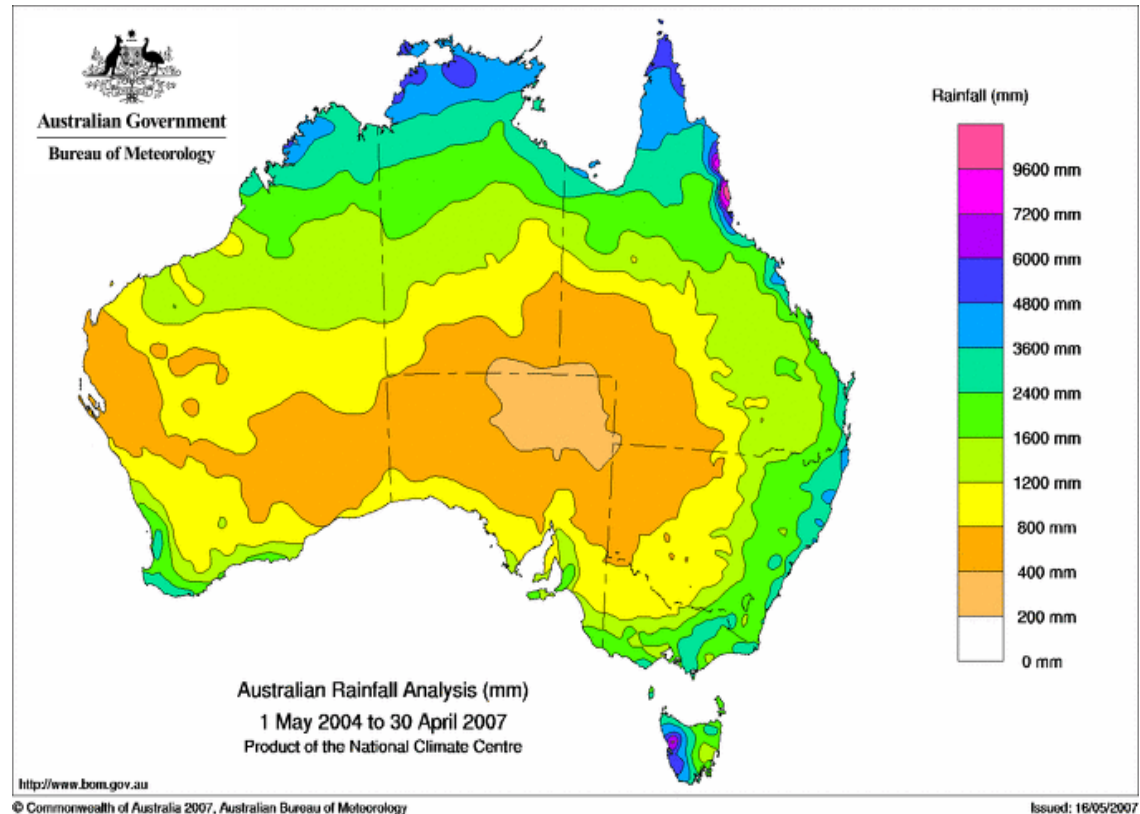 Australian Government
Bureau of Meteorology
Rainfall (mm)
9600 mm
7200 mm
6000 mm
4800 mm
3600 mm
2400 mm
1600 mm
1200 mm
800 mm
400 mm
200 mm
0 mm
Australian Rainfall Analysis (mm)
1 May 2004 to 30 April 2007
Product of the National Climate Centre
http://www.bom.gov.au
© Commonwealth of Australia 2007, Australian Bureau of Meteorology
Issued: 16/05/2007